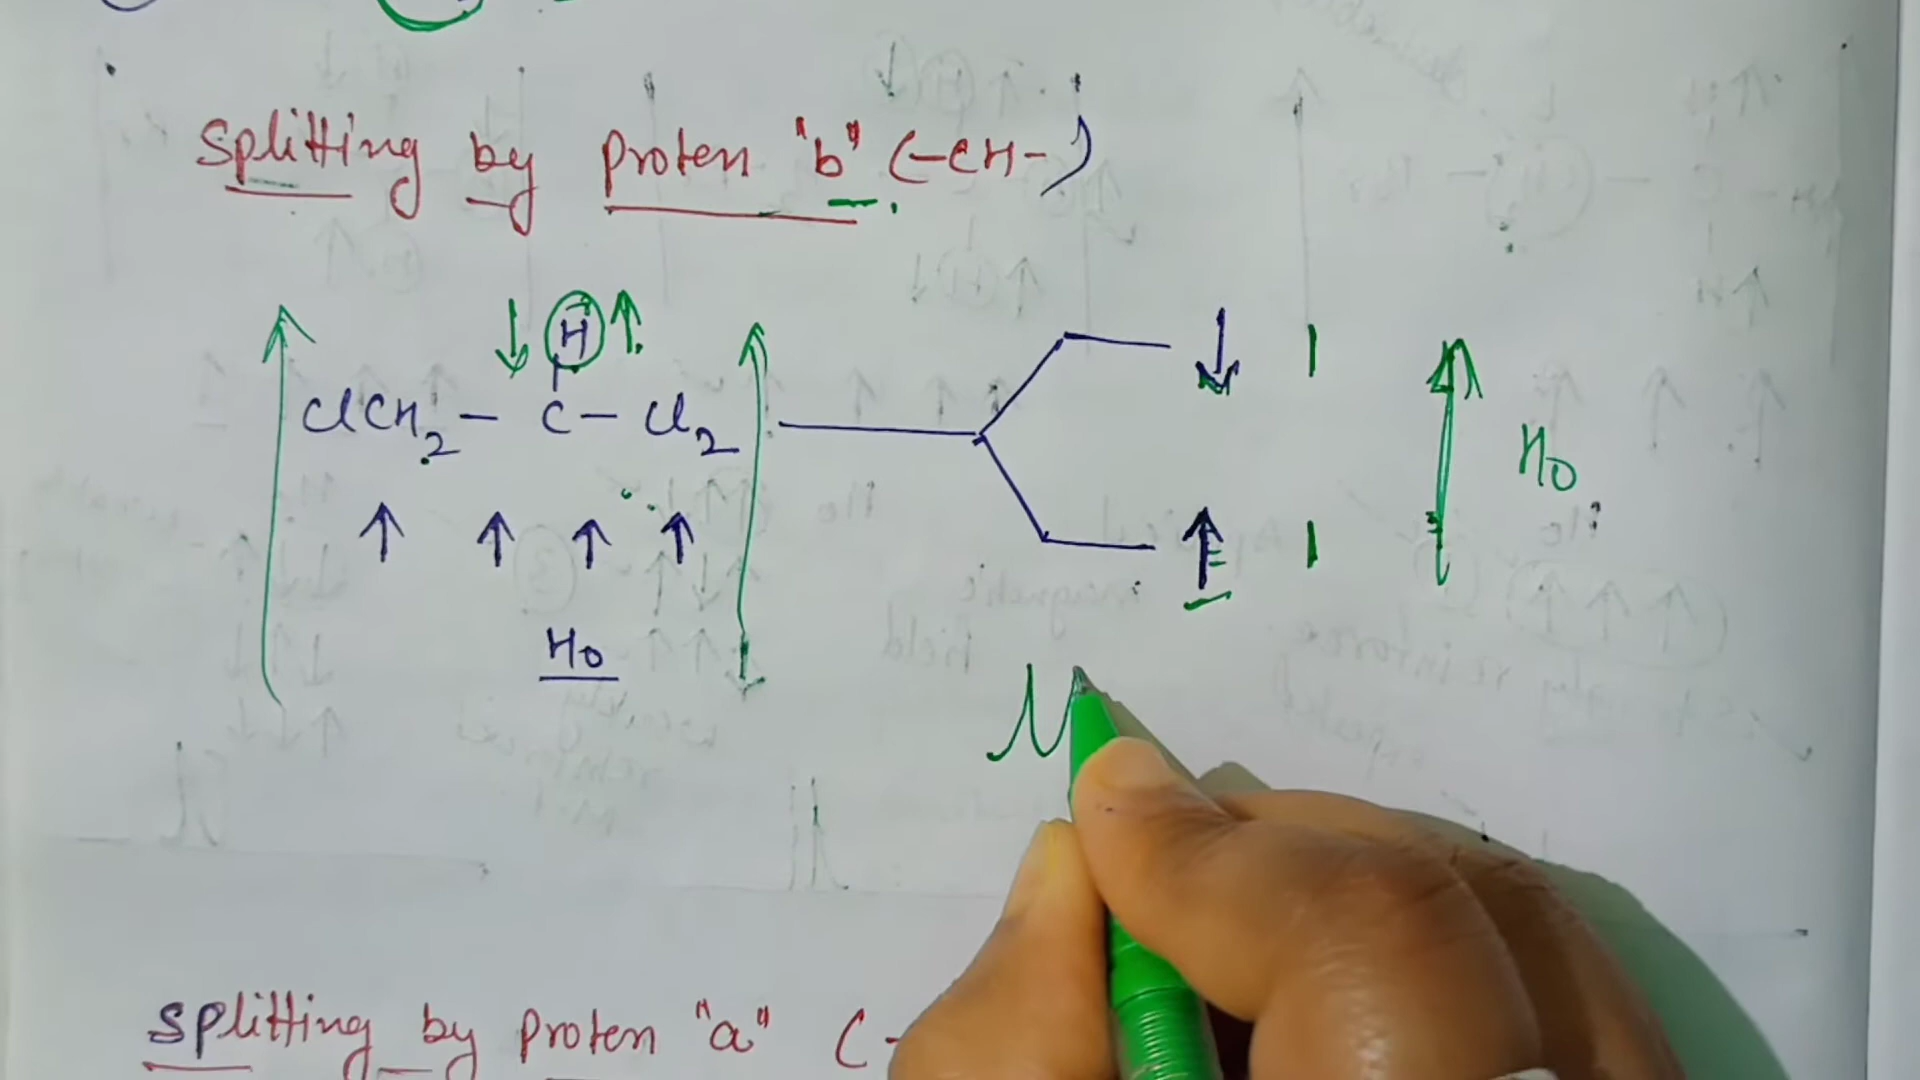 Splitting by Proten "b" (-CH-)
↓ H ↑
ClCH2 - C - Cl2
↓ 1
H0
↑ ↑ ↑ ↑
↑ 1
H0
Splitting by Proten "a" (-